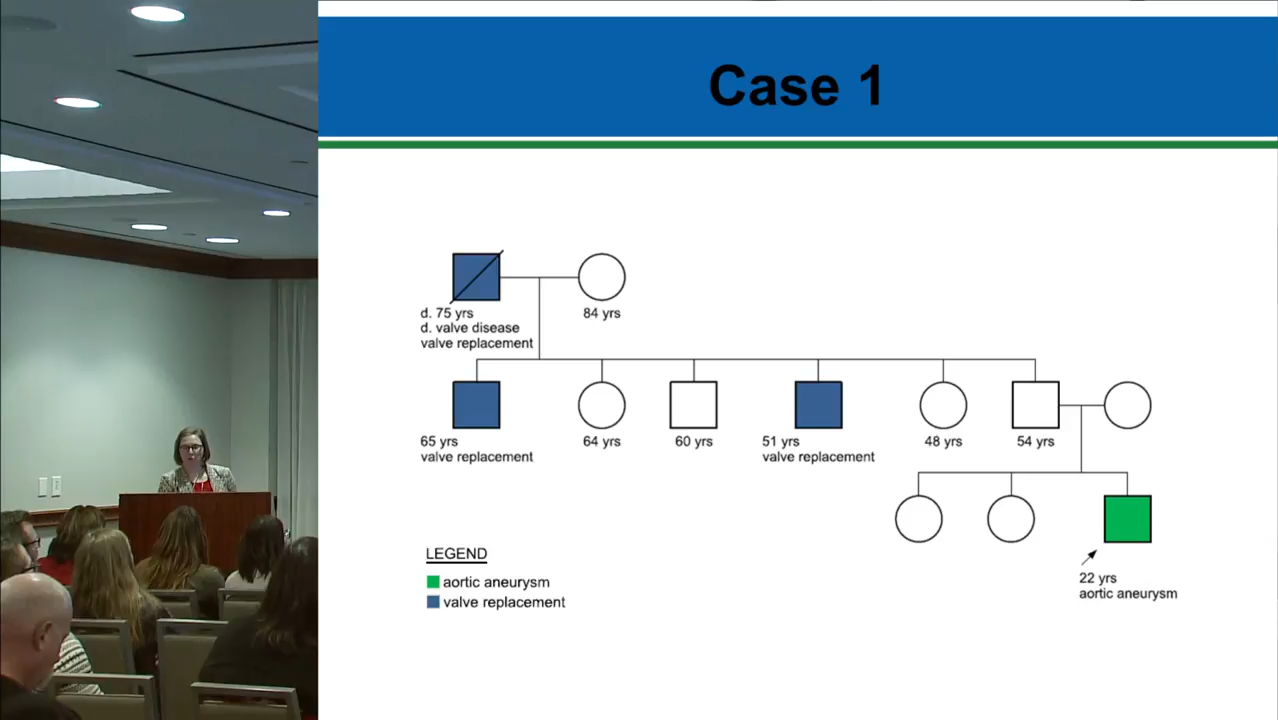 Case 1
d. 75 yrs
d. valve disease
valve replacement
84 yrs
65 yrs
valve replacement
64 yrs
60 yrs
51 yrs
valve replacement
48 yrs
54 yrs
22 yrs
aortic aneurysm
LEGEND
aortic aneurysm
valve replacement